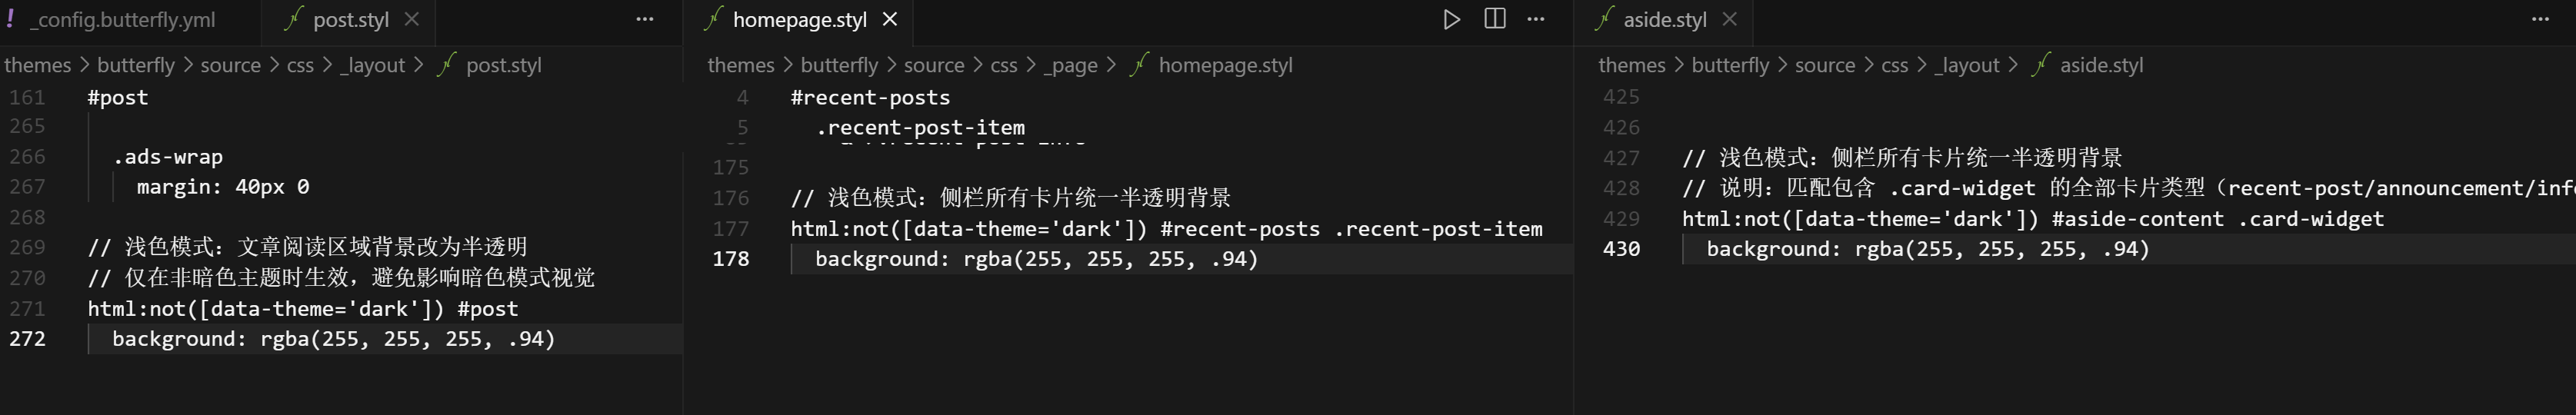 _config.butterfly.yml
post.styl
themes > butterfly > source > css > _layout > post.styl
161 #post
265
266 .ads-wrap
267 margin: 40px 0
268
269 // 浅色模式：文章阅读区域背景改为半透明
270 // 仅在非暗色主题时生效，避免影响暗色模式视觉
271 html:not([data-theme='dark']) #post
272 background: rgba(255, 255, 255, .94)
homepage.styl
themes > butterfly > source > css > _page > homepage.styl
4 #recent-posts
5 .recent-post-item
175
176 // 浅色模式：侧栏所有卡片统一半透明背景
177 html:not([data-theme='dark']) #recent-posts .recent-post-item
178 background: rgba(255, 255, 255, .94)
aside.styl
themes > butterfly > source > css > _layout > aside.styl
425
426
427 // 浅色模式：侧栏所有卡片统一半透明背景
428 // 说明：匹配包含 .card-widget 的全部卡片类型（recent-post/announcement/info
429 html:not([data-theme='dark']) #aside-content .card-widget
430 background: rgba(255, 255, 255, .94)